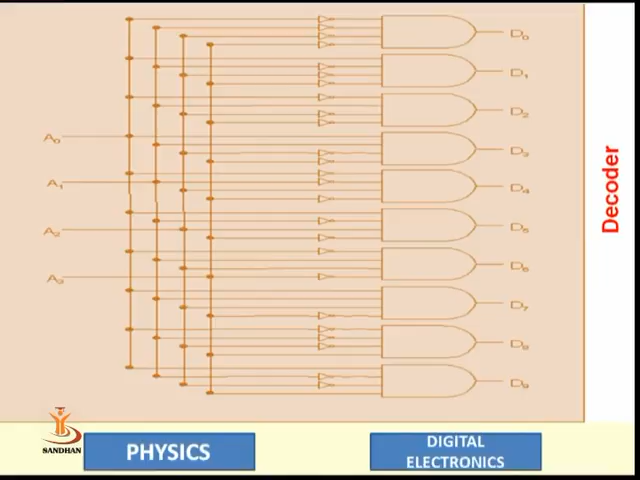 D₀
D₁
D₂
A₀
D₃
A₁
D₄
A₂
D₅
D₆
A₃
D₇
D₈
D₉
Decoder
SANDHAN
PHYSICS
DIGITAL
ELECTRONICS